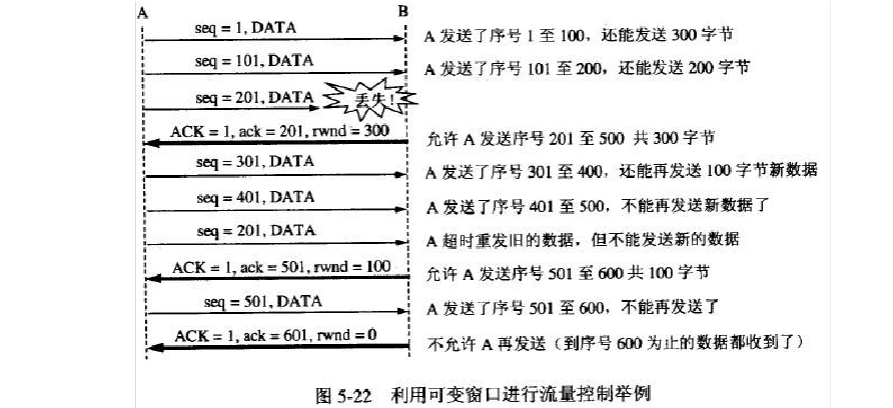 A B
seq = 1, DATA A 发送了序号 1 至 100，还能发送 300 字节
seq = 101, DATA A 发送了序号 101 至 200，还能发送 200 字节
seq = 201, DATA 丢失！
ACK = 1, ack = 201, rwnd = 300 允许 A 发送序号 201 至 500 共 300 字节
seq = 301, DATA A 发送了序号 301 至 400，还能再发送 100 字节新数据
seq = 401, DATA A 发送了序号 401 至 500，不能再发送新数据了
seq = 201, DATA A 超时重发旧的数据，但不能发送新的数据
ACK = 1, ack = 501, rwnd = 100 允许 A 发送序号 501 至 600 共 100 字节
seq = 501, DATA A 发送了序号 501 至 600，不能再发送了
ACK = 1, ack = 601, rwnd = 0 不允许 A 再发送（到序号 600 为止的数据都收到了）
图 5-22 利用可变窗口进行流量控制举例